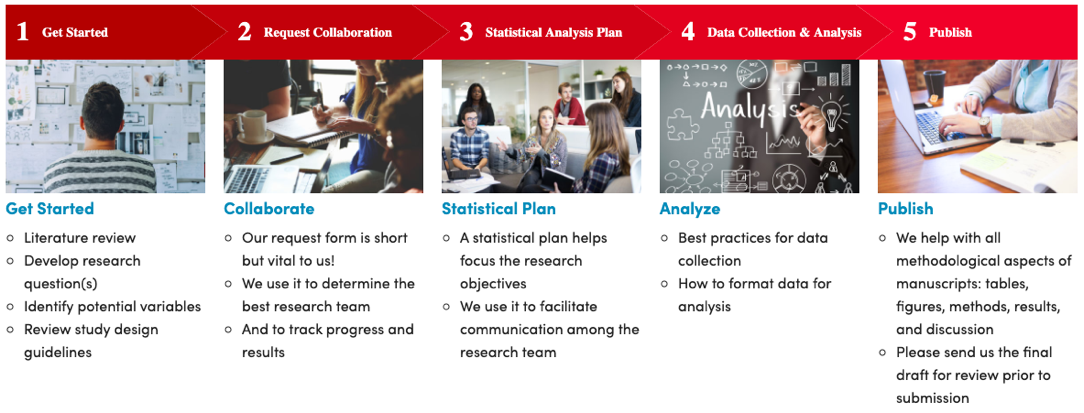 1 Get Started
2 Request Collaboration
3 Statistical Analysis Plan
4 Data Collection & Analysis
5 Publish
Analysis
Get Started
Literature review
Develop research
question(s)
Identify potential variables
Review study design
guidelines
Collaborate
Our request form is short
but vital to us!
We use it to determine the
best research team
And to track progress and
results
Statistical Plan
A statistical plan helps
focus the research
objectives
We use it to facilitate
communication among the
research team
Analyze
Best practices for data
collection
How to format data for
analysis
Publish
We help with all
methodological aspects of
manuscripts: tables,
figures, methods, results,
and discussion
Please send us the final
draft for review prior to
submission